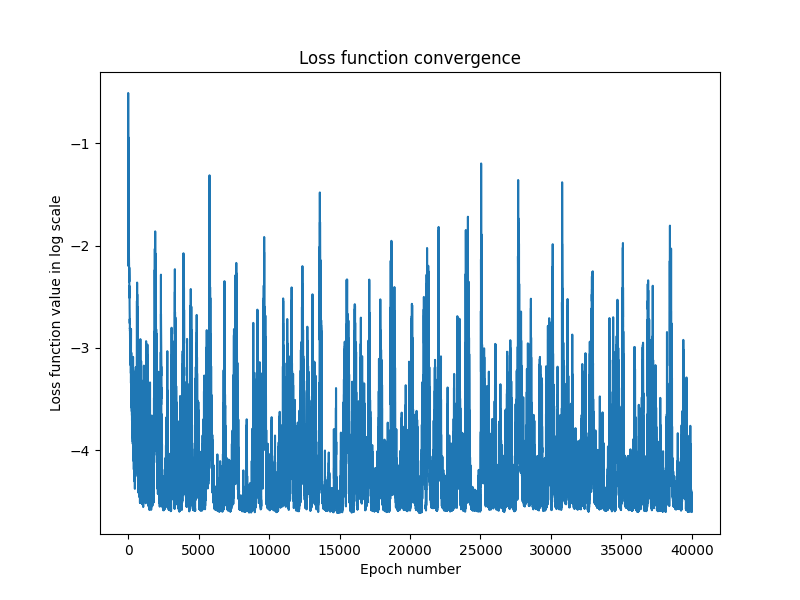 Loss function convergence
Loss function value in log scale
−1
−2
−3
−4
0 5000 10000 15000 20000 25000 30000 35000 40000
Epoch number